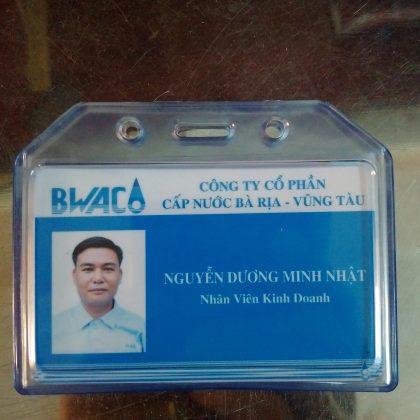 BWACO
CÔNG TY CỔ PHẦN
CẤP NƯỚC BÀ RỊA - VŨNG TÀU
NGUYỄN DƯƠNG MINH NHẬT
Nhân Viên Kinh Doanh